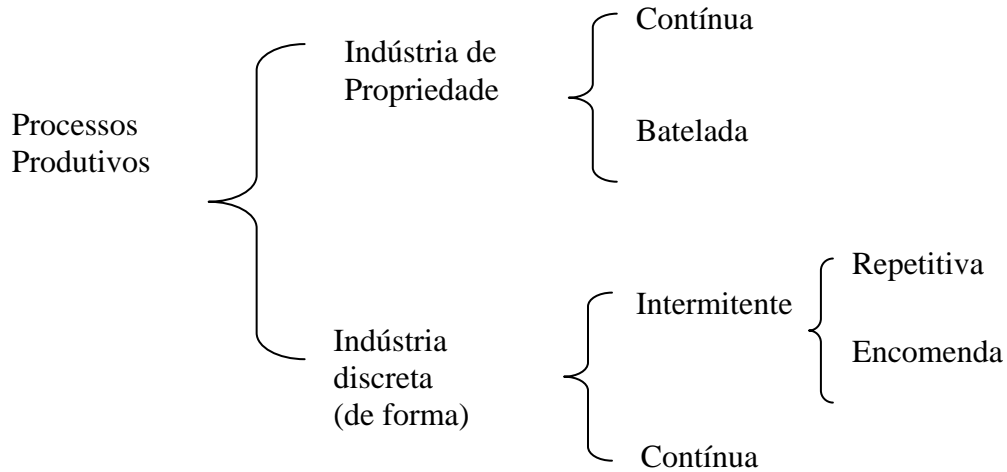 Processos
Produtivos
Indústria de
Propriedade
Contínua
Batelada
Indústria
discreta
(de forma)
Intermitente
Repetitiva
Encomenda
Contínua